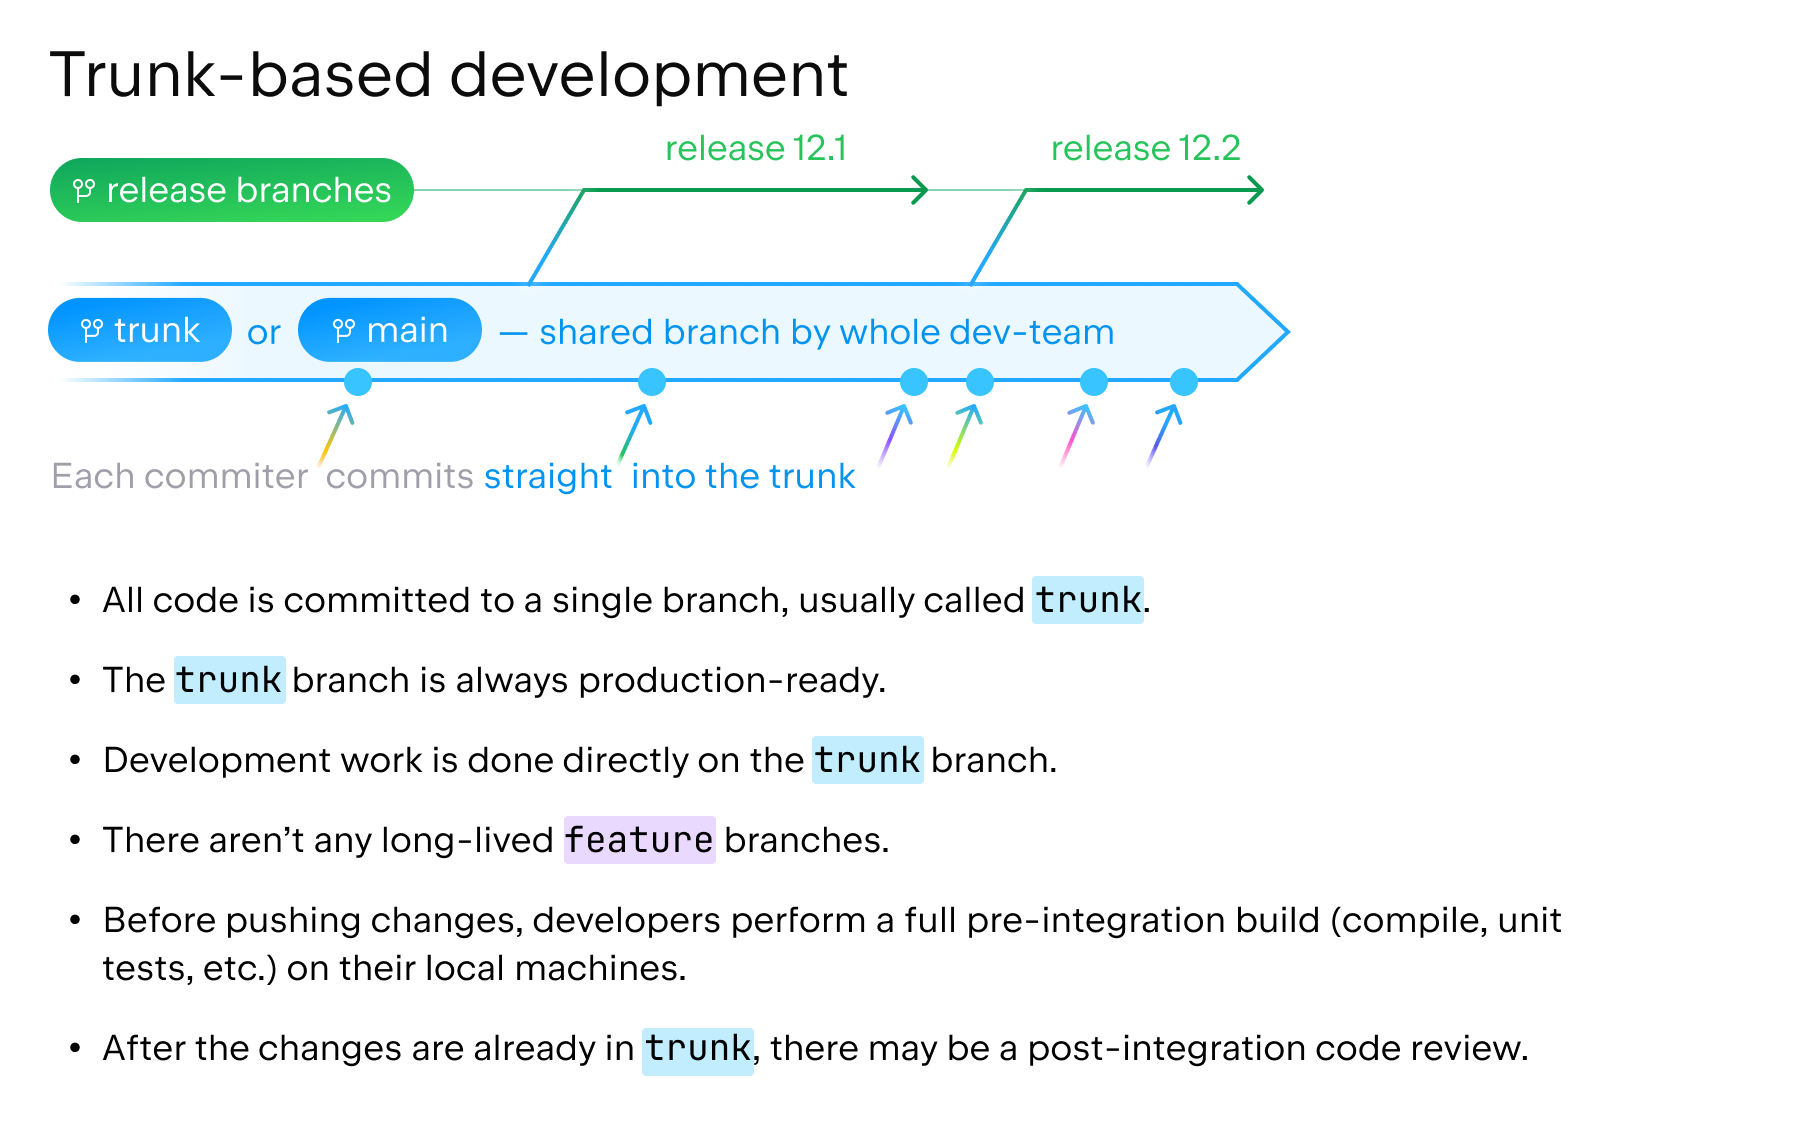 Trunk-based development
release 12.1
release 12.2
release branches
trunk or main — shared branch by whole dev-team
Each commiter commits straight into the trunk
• All code is committed to a single branch, usually called trunk.
• The trunk branch is always production-ready.
• Development work is done directly on the trunk branch.
• There aren’t any long-lived feature branches.
• Before pushing changes, developers perform a full pre-integration build (compile, unit
tests, etc.) on their local machines.
• After the changes are already in trunk, there may be a post-integration code review.